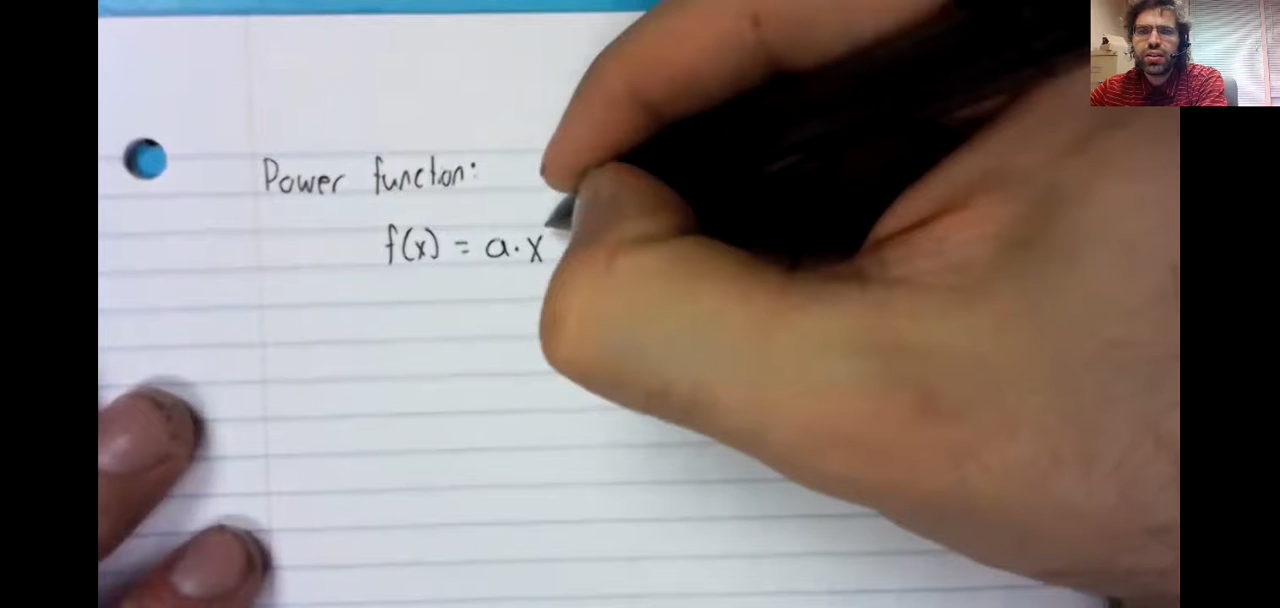 Power function:
f(x) = a·x